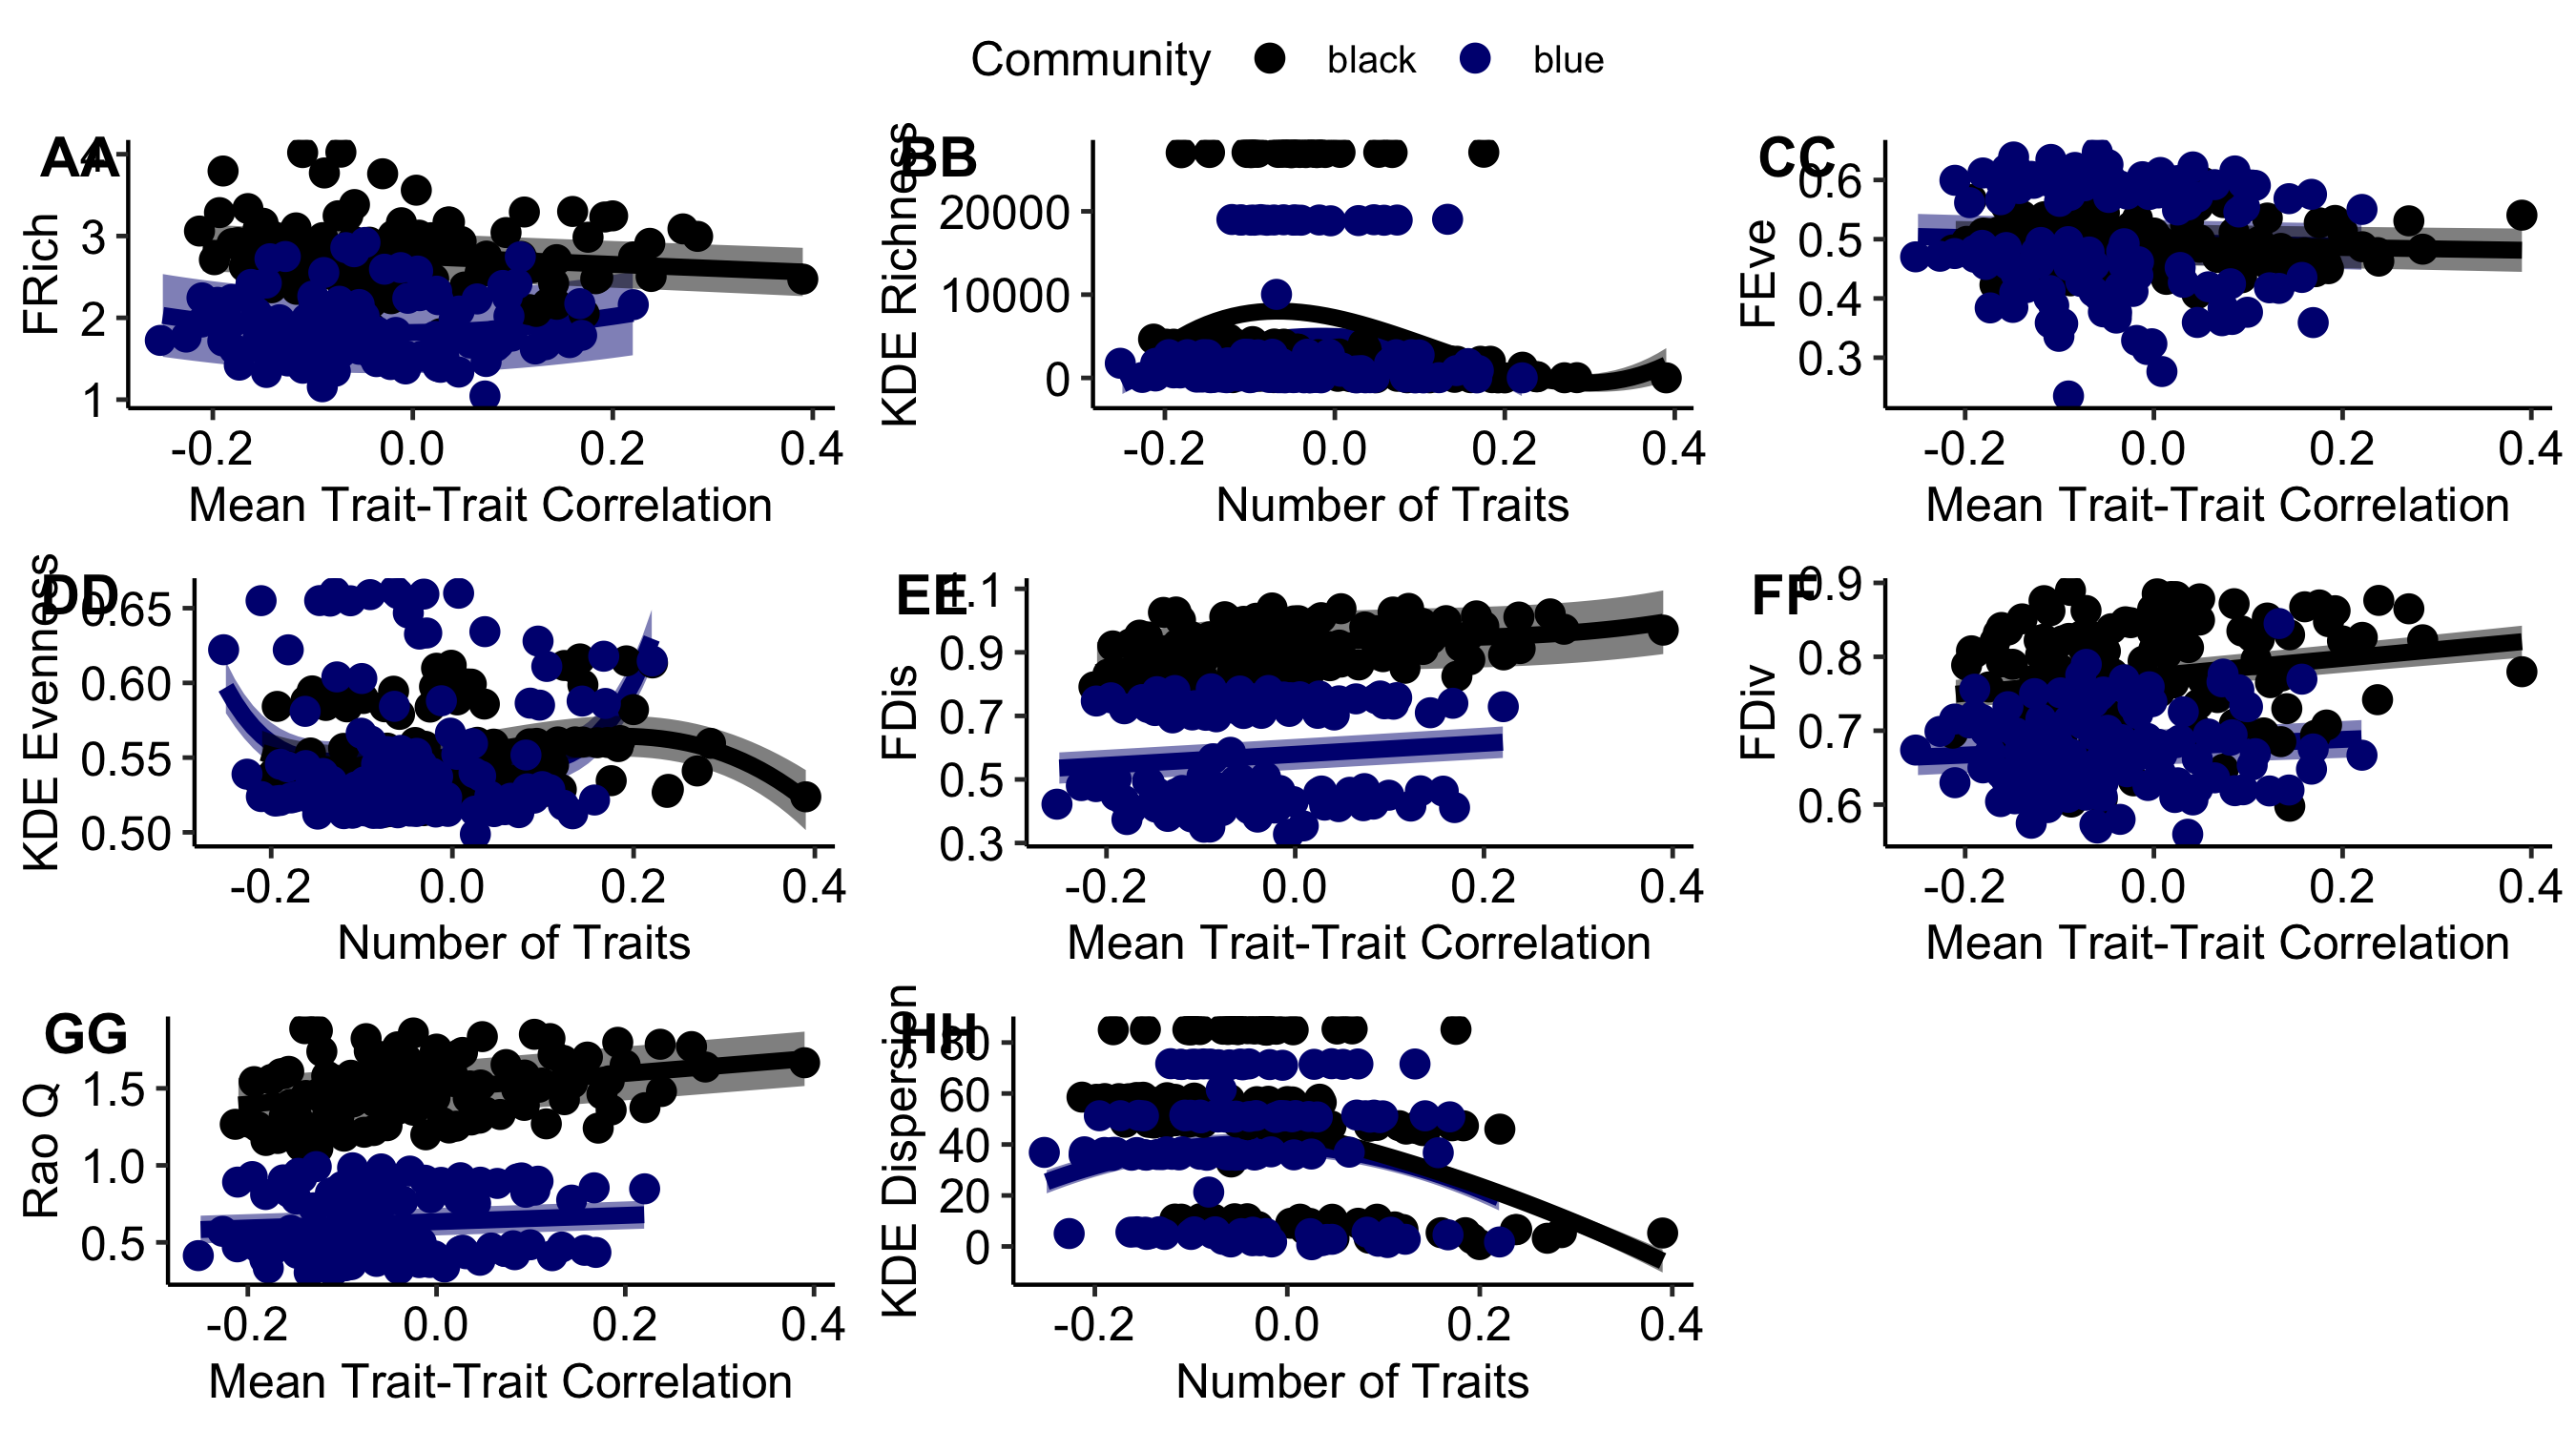 Community black blue
AA
FRich
4
3
2
1
-0.2 0.0 0.2 0.4
Mean Trait-Trait Correlation
BB
KDE Richness
20000
10000
0
-0.2 0.0 0.2 0.4
Number of Traits
CC
FEve
0.6
0.5
0.4
0.3
-0.2 0.0 0.2 0.4
Mean Trait-Trait Correlation
DD
KDE Evenness
0.65
0.60
0.55
0.50
-0.2 0.0 0.2 0.4
Number of Traits
EE
FDis
1.1
0.9
0.7
0.5
0.3
-0.2 0.0 0.2 0.4
Mean Trait-Trait Correlation
FF
FDiv
0.9
0.8
0.7
0.6
-0.2 0.0 0.2 0.4
Mean Trait-Trait Correlation
GG
Rao Q
1.5
1.0
0.5
-0.2 0.0 0.2 0.4
Mean Trait-Trait Correlation
HH
KDE Dispersion
80
60
40
20
0
-0.2 0.0 0.2 0.4
Number of Traits